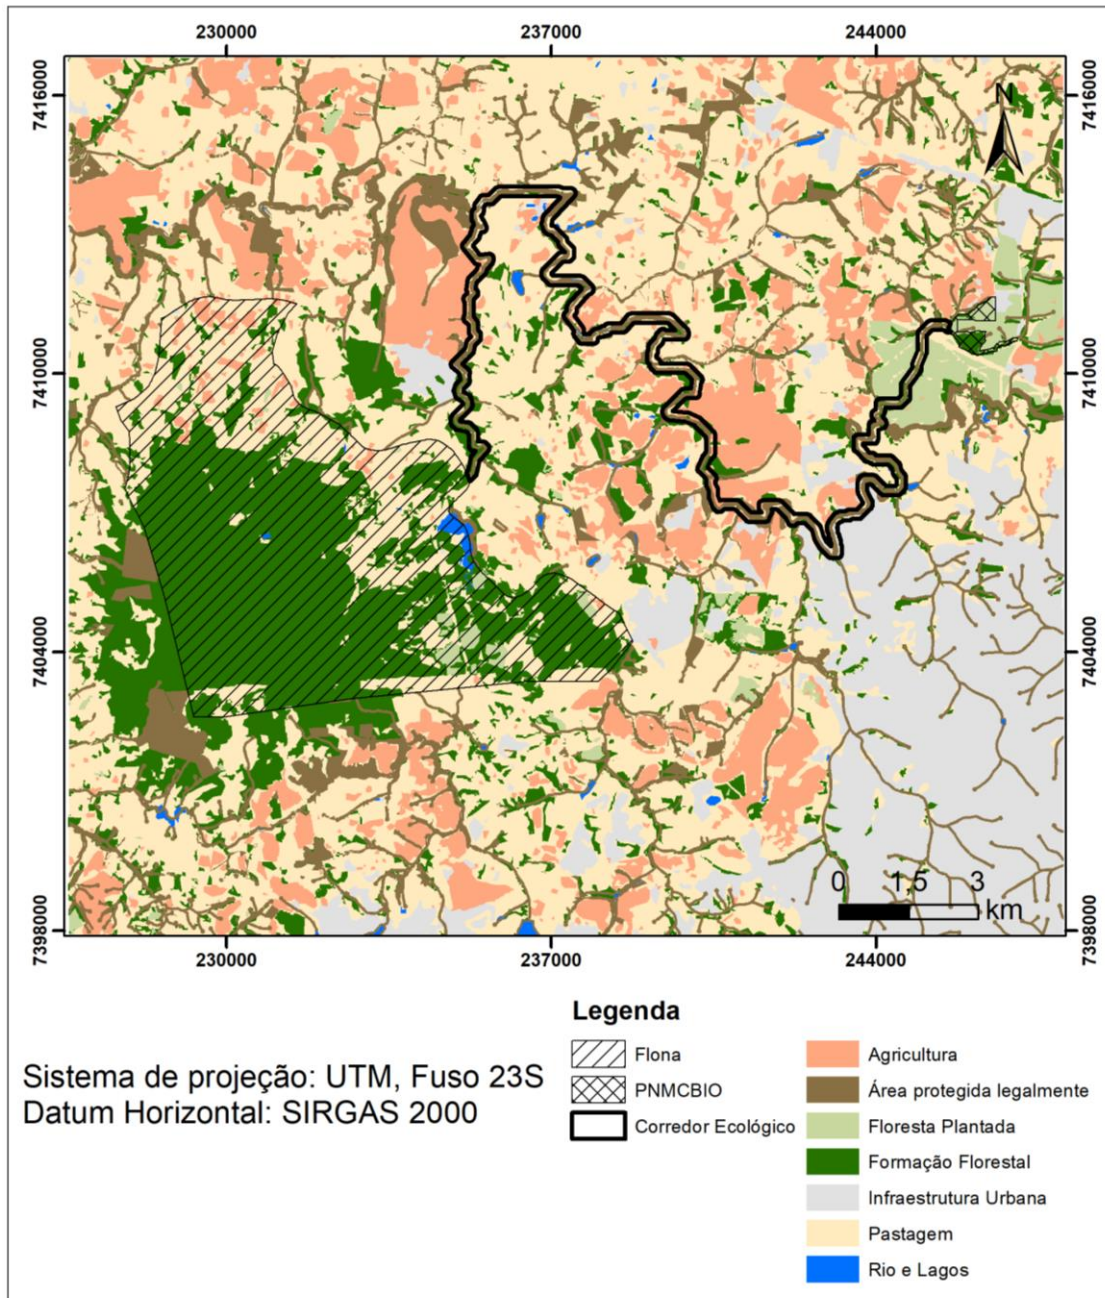 230000 237000 244000
7416000 7416000
N
7410000 7410000
7404000 7404000
0 1,5 3
km
7398000 7398000
230000 237000 244000
Legenda
Flona
PNMCBIO
Corredor Ecológico
Agricultura
Área protegida legalmente
Floresta Plantada
Formação Florestal
Infraestrutura Urbana
Pastagem
Rio e Lagos
Sistema de projeção: UTM, Fuso 23S
Datum Horizontal: SIRGAS 2000